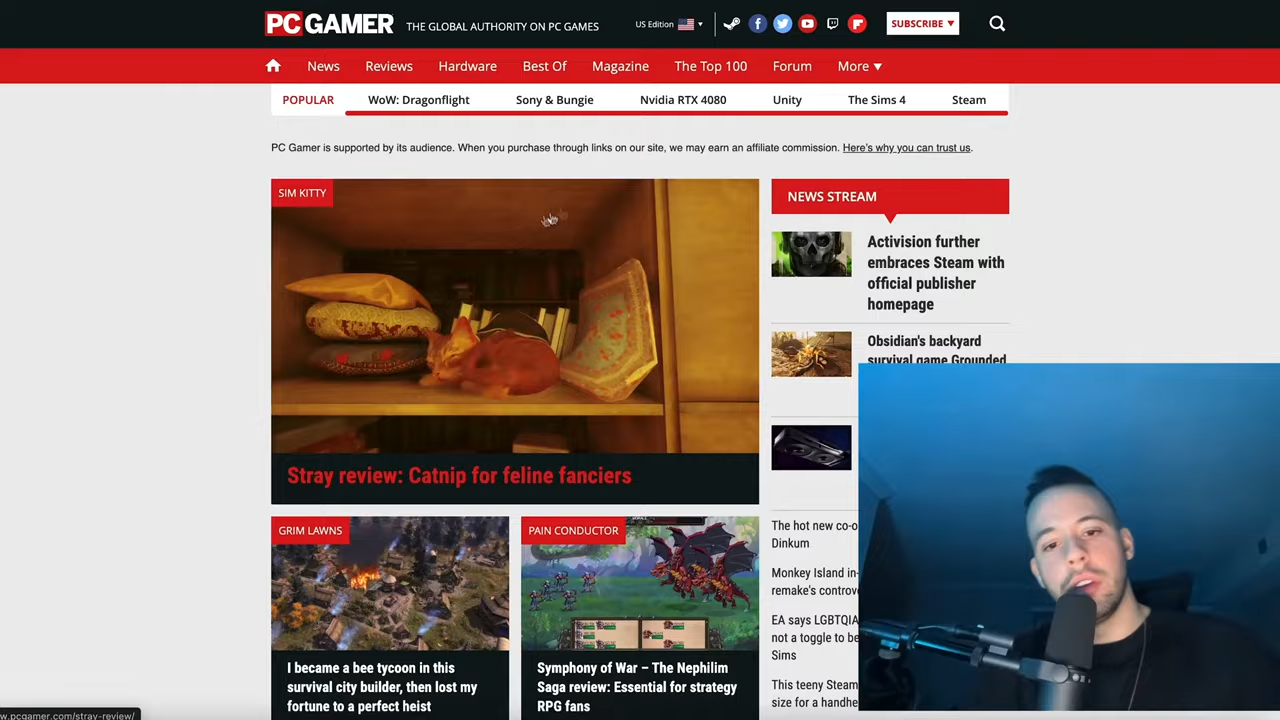 PC GAMER THE GLOBAL AUTHORITY ON PC GAMES US Edition SUBSCRIBE
News Reviews Hardware Best Of Magazine The Top 100 Forum More
POPULAR WoW: Dragonflight Sony & Bungie Nvidia RTX 4080 Unity The Sims 4 Steam
PC Gamer is supported by its audience. When you purchase through links on our site, we may earn an affiliate commission. Here's why you can trust us.
SIM KITTY
Stray review: Catnip for feline fanciers
GRIM LAWNS
I became a bee tycoon in this
survival city builder, then lost my
fortune to a perfect heist
PAIN CONDUCTOR
Symphony of War – The Nephilim
Saga review: Essential for strategy
RPG fans
NEWS STREAM
Activision further
embraces Steam with
official publisher
homepage
Obsidian's backyard
survival game Grounded
The hot new co-o
Dinkum
Monkey Island in-
remake's controve
EA says LGBTQIA
not a toggle to be
Sims
This teeny Steam
size for a handhe
w.pcgamer.com/stray-review/